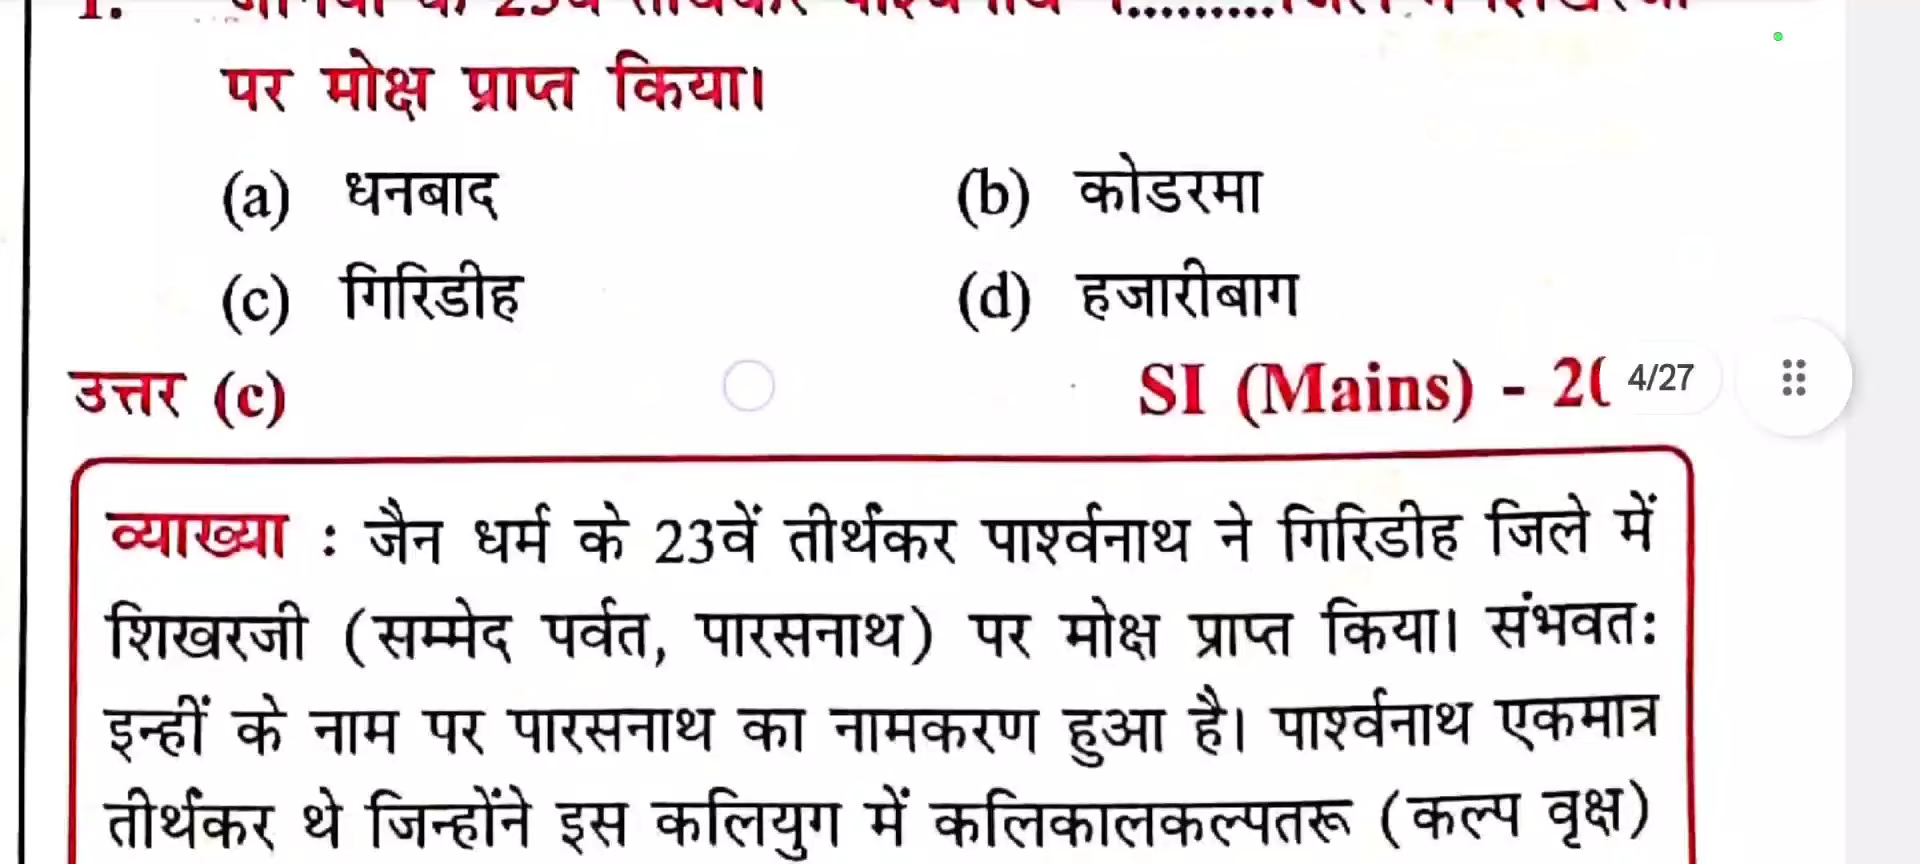 1.
पर मोक्ष प्राप्त किया।
(a) धनबाद (b) कोडरमा
(c) गिरिडीह (d) हजारीबाग
उत्तर (c) SI (Mains) - 2
4/27
व्याख्या : जैन धर्म के 23वें तीर्थंकर पार्श्वनाथ ने गिरिडीह जिले में
शिखरजी (सम्मेद पर्वत, पारसनाथ) पर मोक्ष प्राप्त किया। संभवतः
इन्हीं के नाम पर पारसनाथ का नामकरण हुआ है। पार्श्वनाथ एकमात्र
तीर्थंकर थे जिन्होंने इस कलियुग में कलिकालकल्पतरू (कल्प वृक्ष)